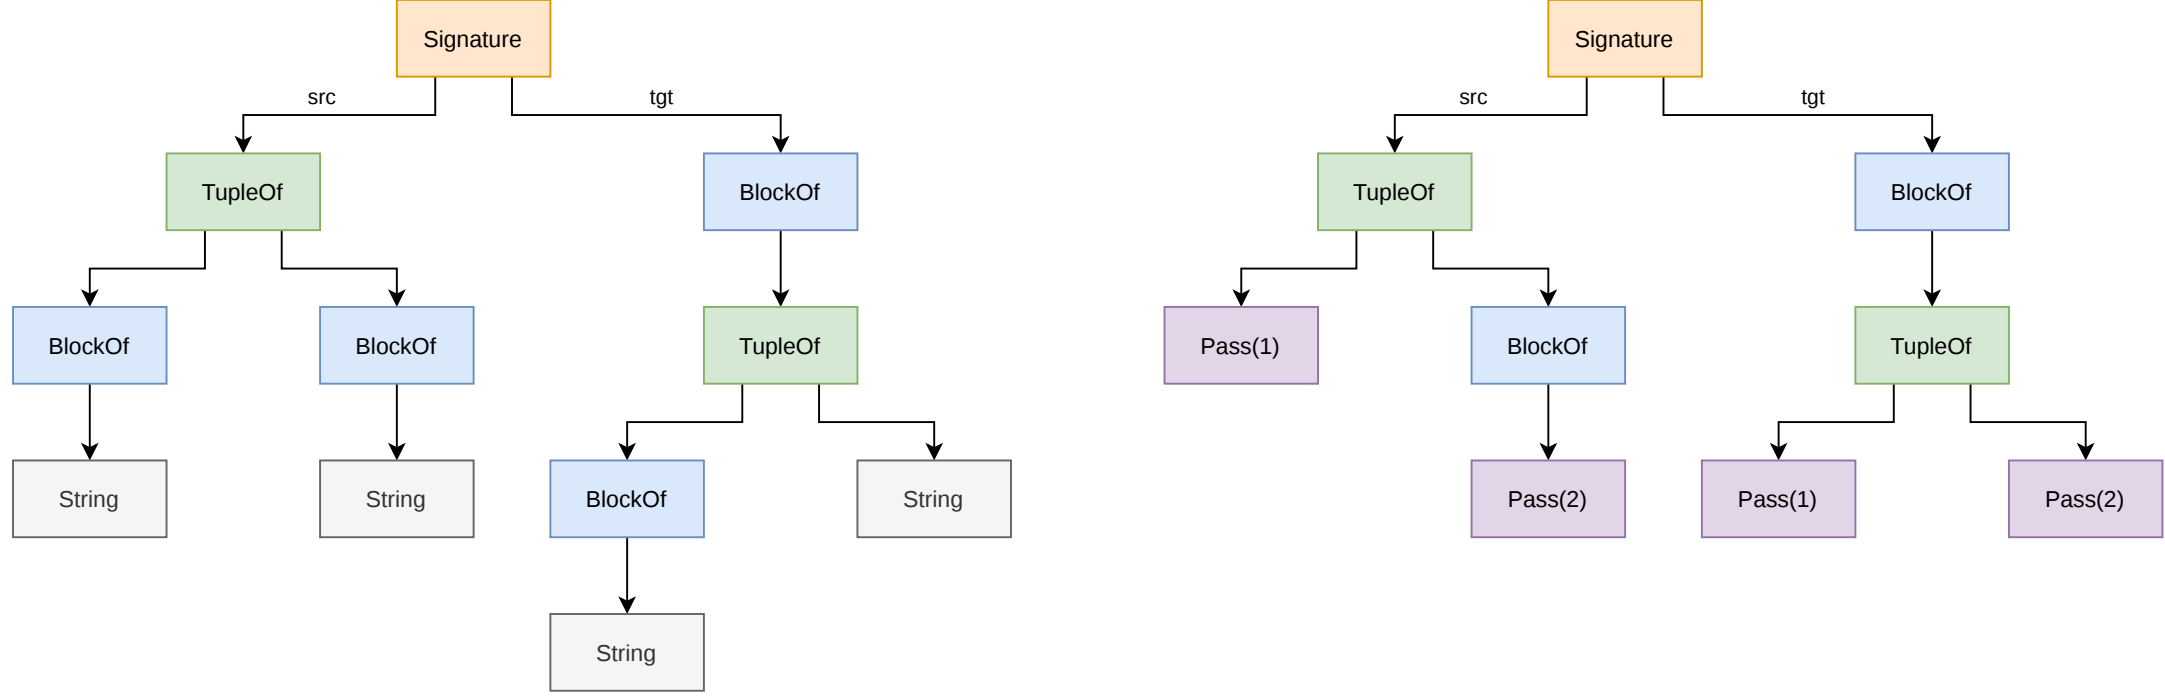 Signature
src
tgt
TupleOf
BlockOf
BlockOf
BlockOf
TupleOf
String
String
BlockOf
String
String
Signature
src
tgt
TupleOf
BlockOf
Pass(1)
BlockOf
TupleOf
Pass(2)
Pass(1)
Pass(2)